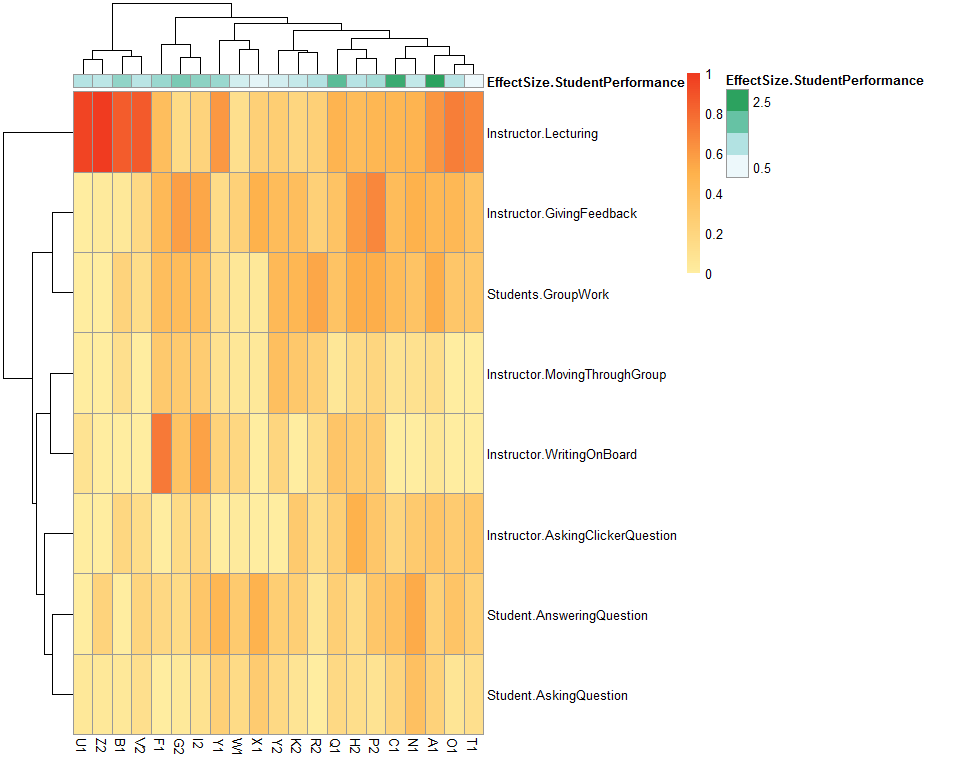 EffectSize.StudentPerformance
1
0.8
0.6
0.4
0.2
0
EffectSize.StudentPerformance
2.5
0.5
Instructor.Lecturing
Instructor.GivingFeedback
Students.GroupWork
Instructor.MovingThroughGroup
Instructor.WritingOnBoard
Instructor.AskingClickerQuestion
Student.AnsweringQuestion
Student.AskingQuestion
U1 Z2 B1 V2 F1 G2 I2 Y1 W1 X1 Y2 K2 R2 Q1 H2 P2 C1 N1 A1 O1 T1